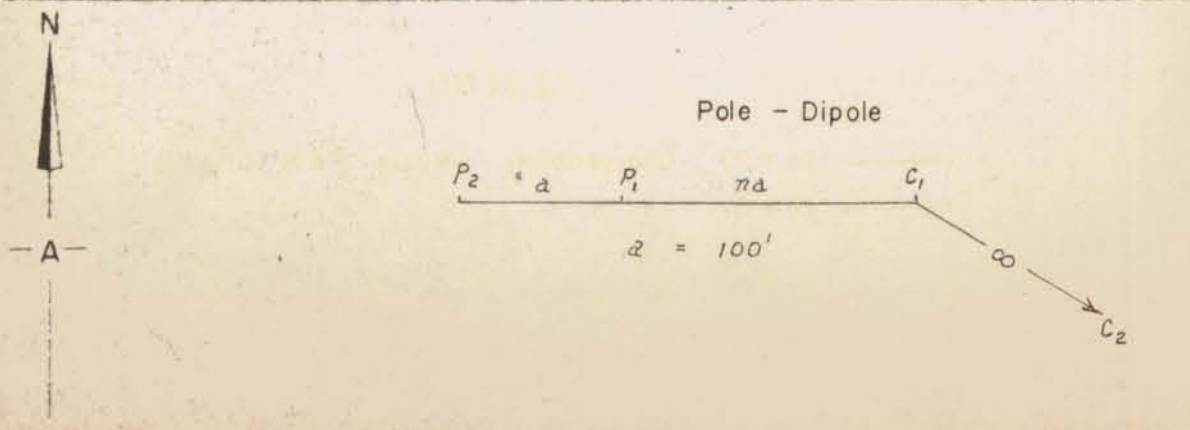 N
Pole - Dipole
P₂ a P₁ na C₁
- A -
a = 100'
∞
C₂